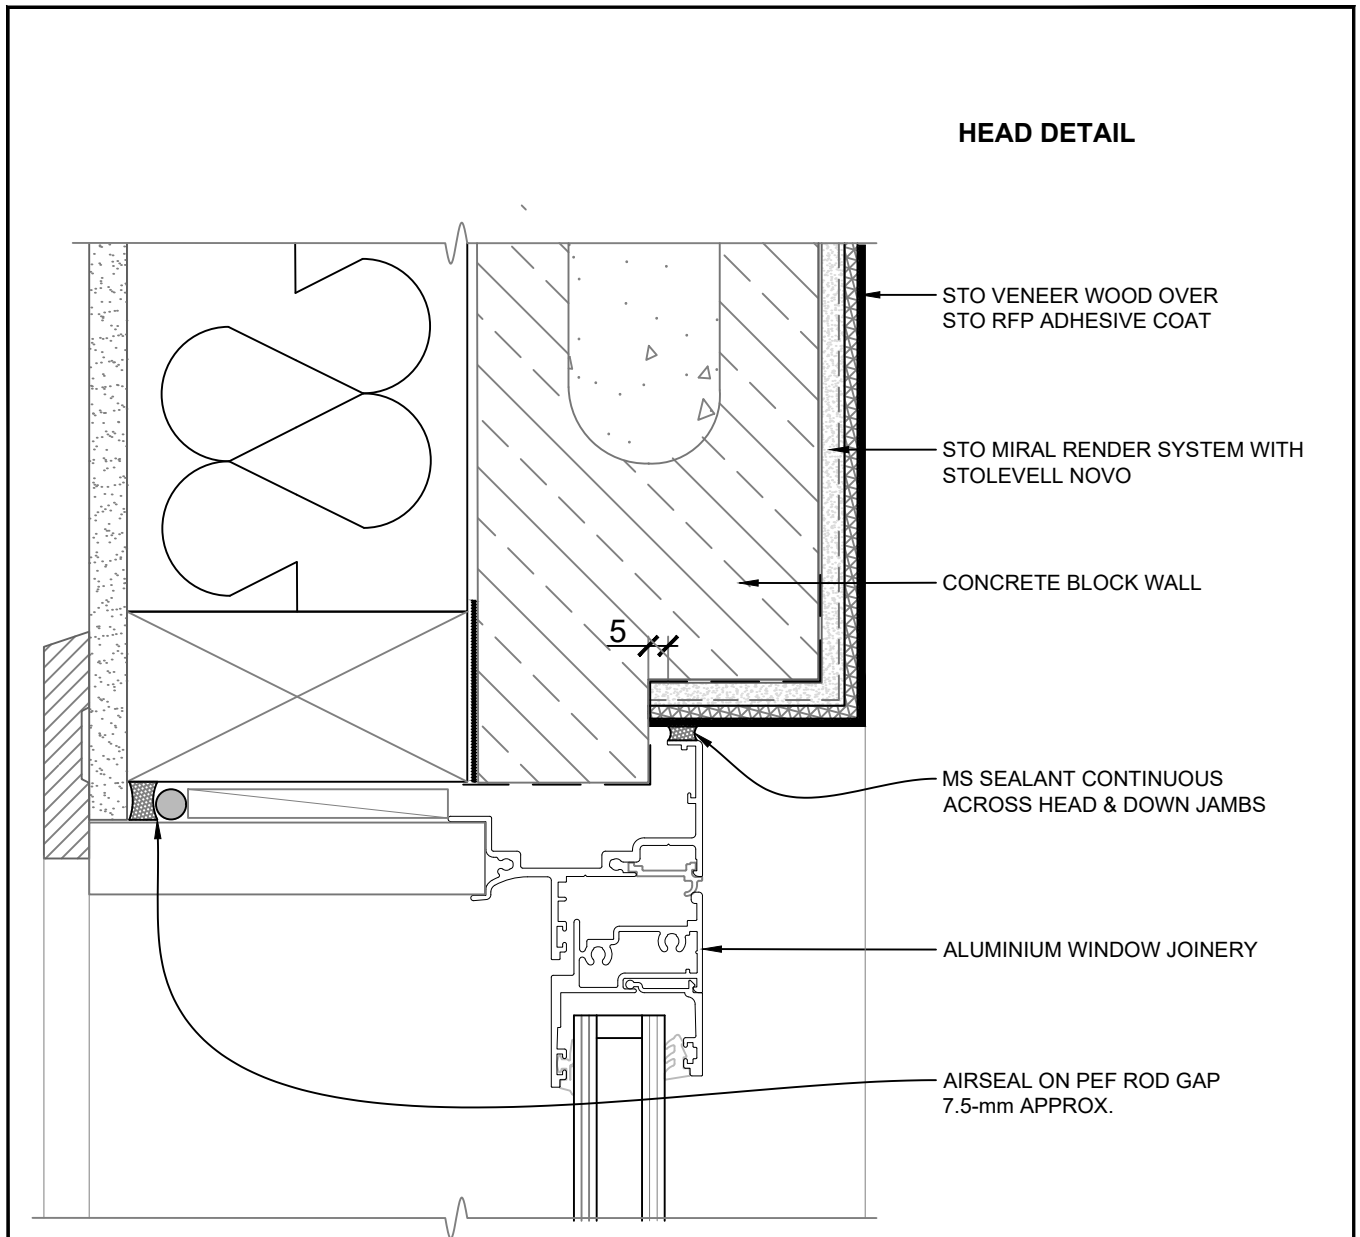 HEAD DETAIL
STO VENEER WOOD OVER
STO RFP ADHESIVE COAT
STO MIRAL RENDER SYSTEM WITH
STOLEVELL NOVO
CONCRETE BLOCK WALL
5
MS SEALANT CONTINUOUS
ACROSS HEAD & DOWN JAMBS
ALUMINIUM WINDOW JOINERY
AIRSEAL ON PEF ROD GAP
7.5-mm APPROX.